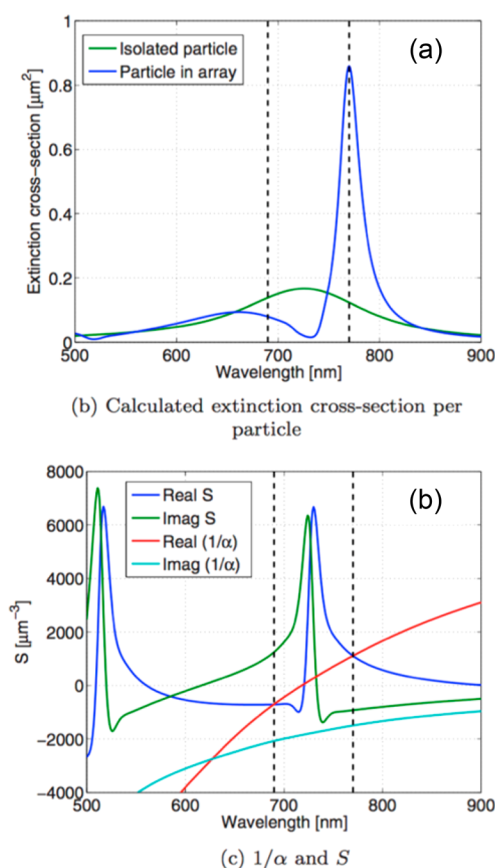 1
0.8
0.6
0.4
0.2
0
Extinction cross-section [μm²]
Isolated particle
Particle in array
(a)
500 600 700 800 900
Wavelength [nm]
(b) Calculated extinction cross-section per
particle
8000
6000
4000
2000
0
−2000
−4000
S [μm⁻³]
Real S
Imag S
Real (1/α)
Imag (1/α)
(b)
500 600 700 800 900
Wavelength [nm]
(c) 1/α and S